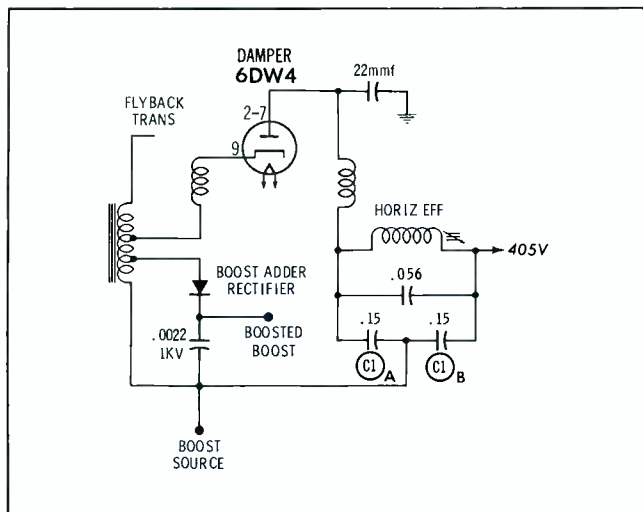 DAMPER
6DW4
22mmf
FLYBACK
TRANS
2-7
9
HORIZ EFF
405V
BOOST ADDER
RECTIFIER
.056
.0022
1KV
BOOSTED
BOOST
.15
.15
C1 A
C1 B
BOOST
SOURCE